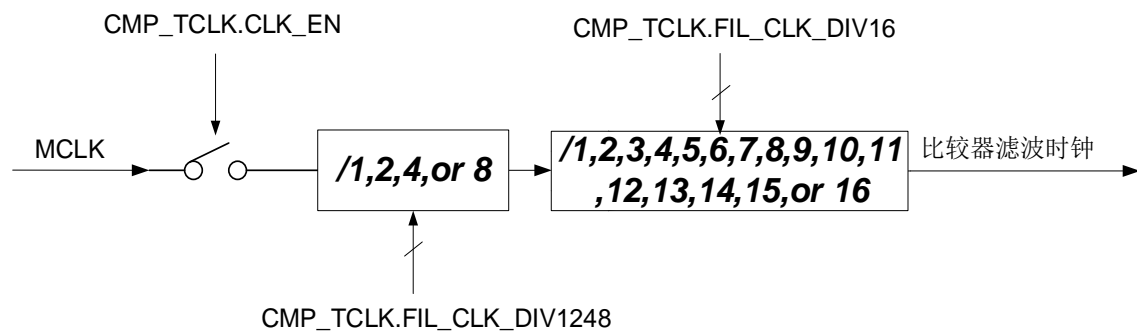 CMP_TCLK.CLK_EN
CMP_TCLK.FIL_CLK_DIV16
MCLK
/1,2,4,or 8
/1,2,3,4,5,6,7,8,9,10,11
,12,13,14,15,or 16
比较器滤波时钟
CMP_TCLK.FIL_CLK_DIV1248